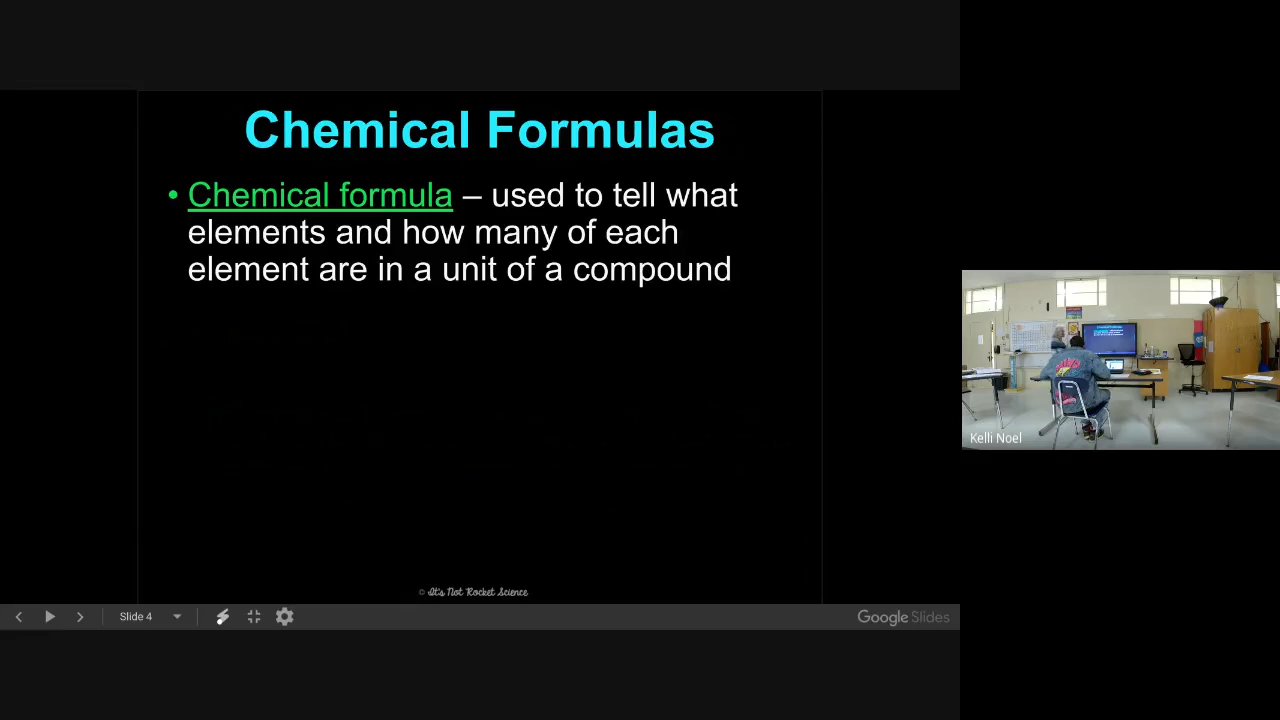 Chemical Formulas
• Chemical formula – used to tell what
elements and how many of each
element are in a unit of a compound
© It's Not Rocket Science
Slide 4
Google Slides
Kelli Noel